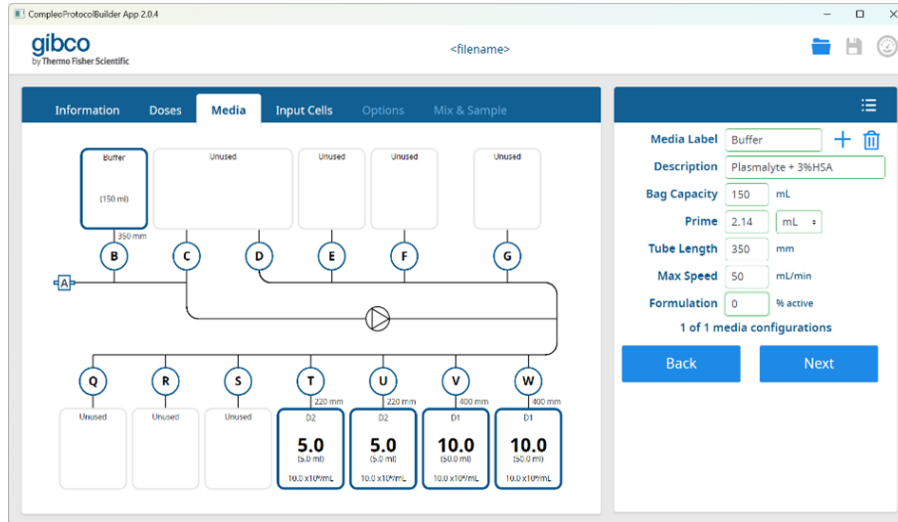 CompleoProtocolBuilder App 2.0.4
gibco
by Thermo Fisher Scientific
<filename>
Information Doses Media Input Cells Options Mix & Sample
Buffer Unused Unused Unused Unused
(150 ml)
350 mm
B C D E F G
A
Q R S T U V W
220 mm 220 mm 400 mm 400 mm
Unused Unused Unused D2 D2 D1 D1
5.0 5.0 10.0 10.0
(5.0 ml) (5.0 ml) (50.0 ml) (50.0 ml)
10.0 x10⁶/mL 10.0 x10⁶/mL 10.0 x10⁶/mL 10.0 x10⁶/mL
Media Label Buffer
Description Plasmalyte + 3%HSA
Bag Capacity 150 mL
Prime 2.14 mL
Tube Length 350 mm
Max Speed 50 mL/min
Formulation 0 % active
1 of 1 media configurations
Back Next